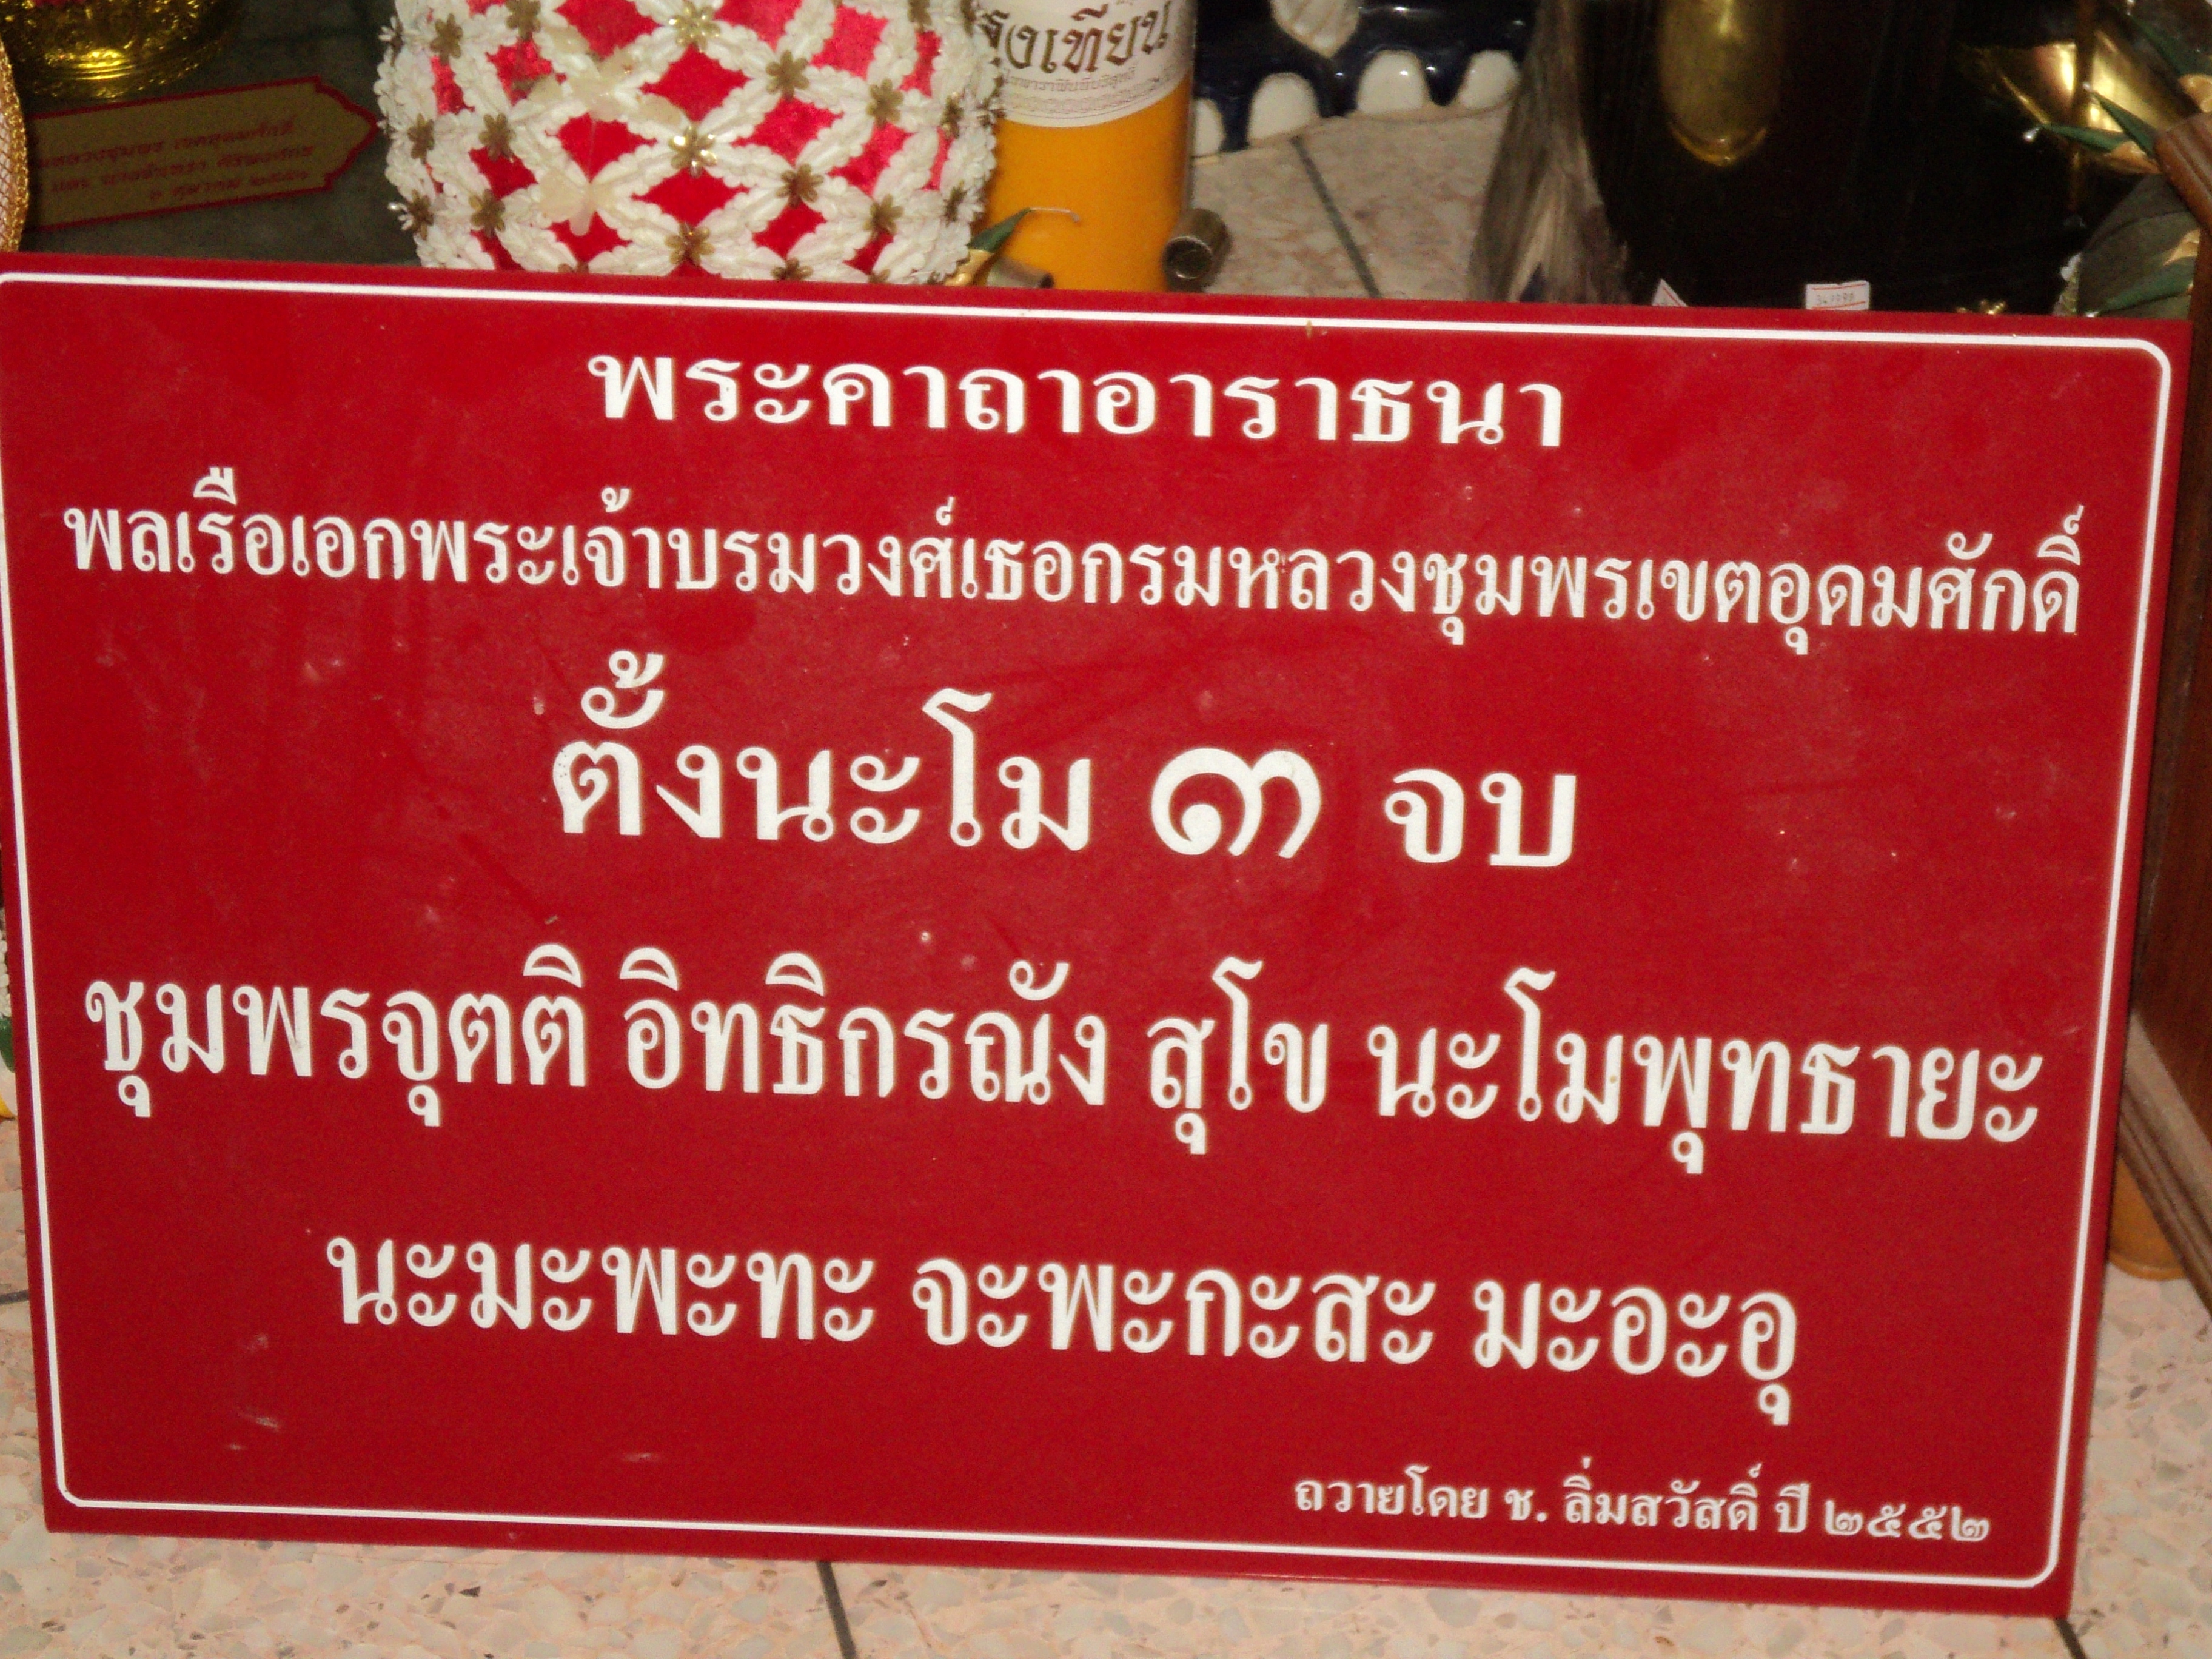 รุ่งเทียน
พระคาถาอาราธนา
พลเรือเอกพระเจ้าบรมวงศ์เธอกรมหลวงชุมพรเขตอุดมศักดิ์
ตั้งนะโม ๓ จบ
ชุมพรจุตติ อิทธิกรณัง สุโข นะโมพุทธายะ
นะมะพะทะ จะพะกะสะ มะอะอุ
ถวายโดย ช. ลิ่มสวัสดิ์ ปี ๒๕๕๒